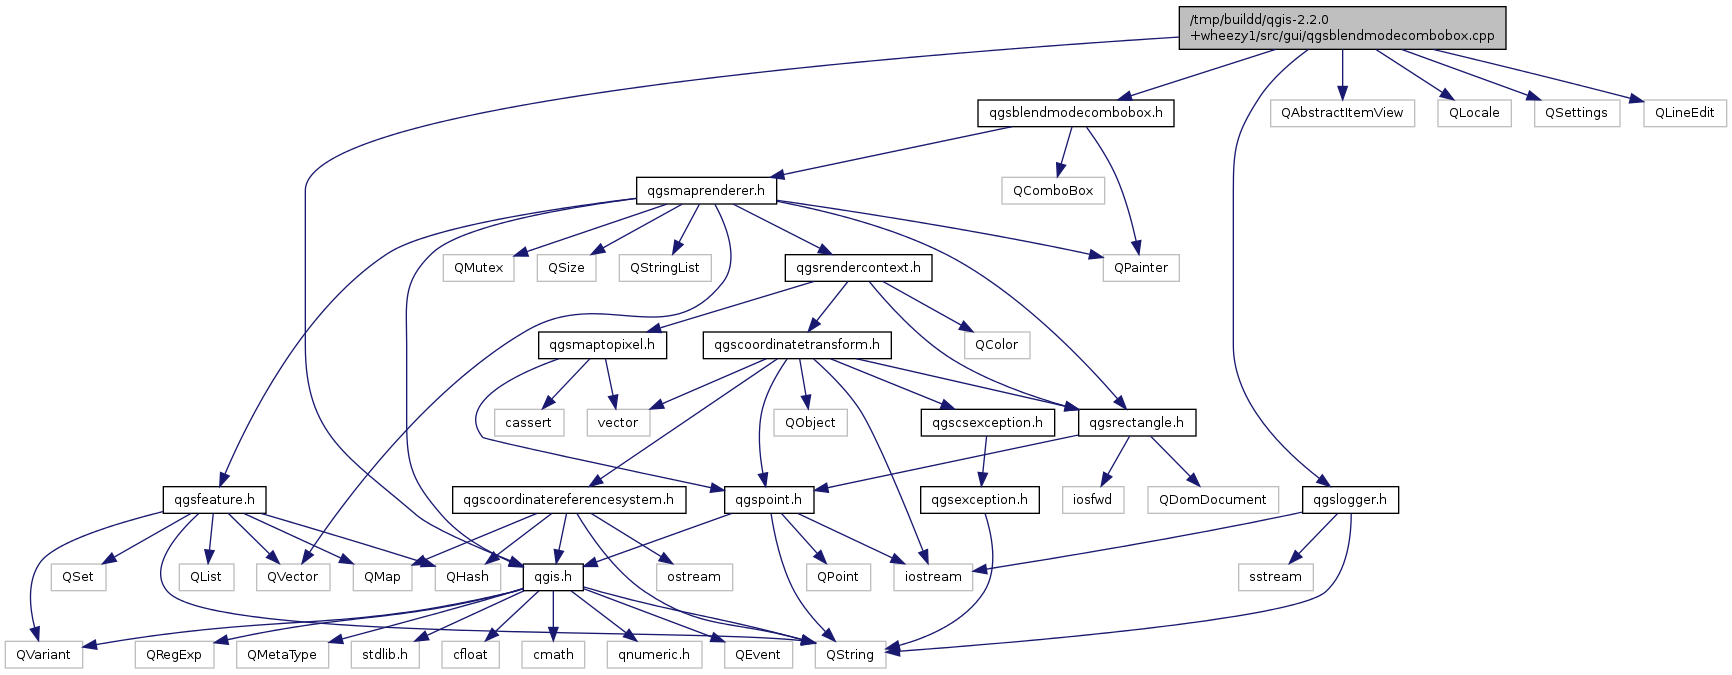 /tmp/buildd/qgis-2.2.0
+wheezy1/src/gui/qgsblendmodecombobox.cpp
qgsblendmodecombobox.h
QAbstractItemView
QLocale
QSettings
QLineEdit
qgsmaprenderer.h
QComboBox
QMutex
QSize
QStringList
qgsrendercontext.h
QPainter
qgsmaptopixel.h
qgscoordinatetransform.h
QColor
cassert
vector
QObject
qgscsexception.h
qgsrectangle.h
qgsfeature.h
qgscoordinatereferencesystem.h
qgspoint.h
qgsexception.h
iosfwd
QDomDocument
qgslogger.h
QSet
QList
QVector
QMap
QHash
qgis.h
ostream
QPoint
iostream
sstream
QVariant
QRegExp
QMetaType
stdlib.h
cfloat
cmath
qnumeric.h
QEvent
QString